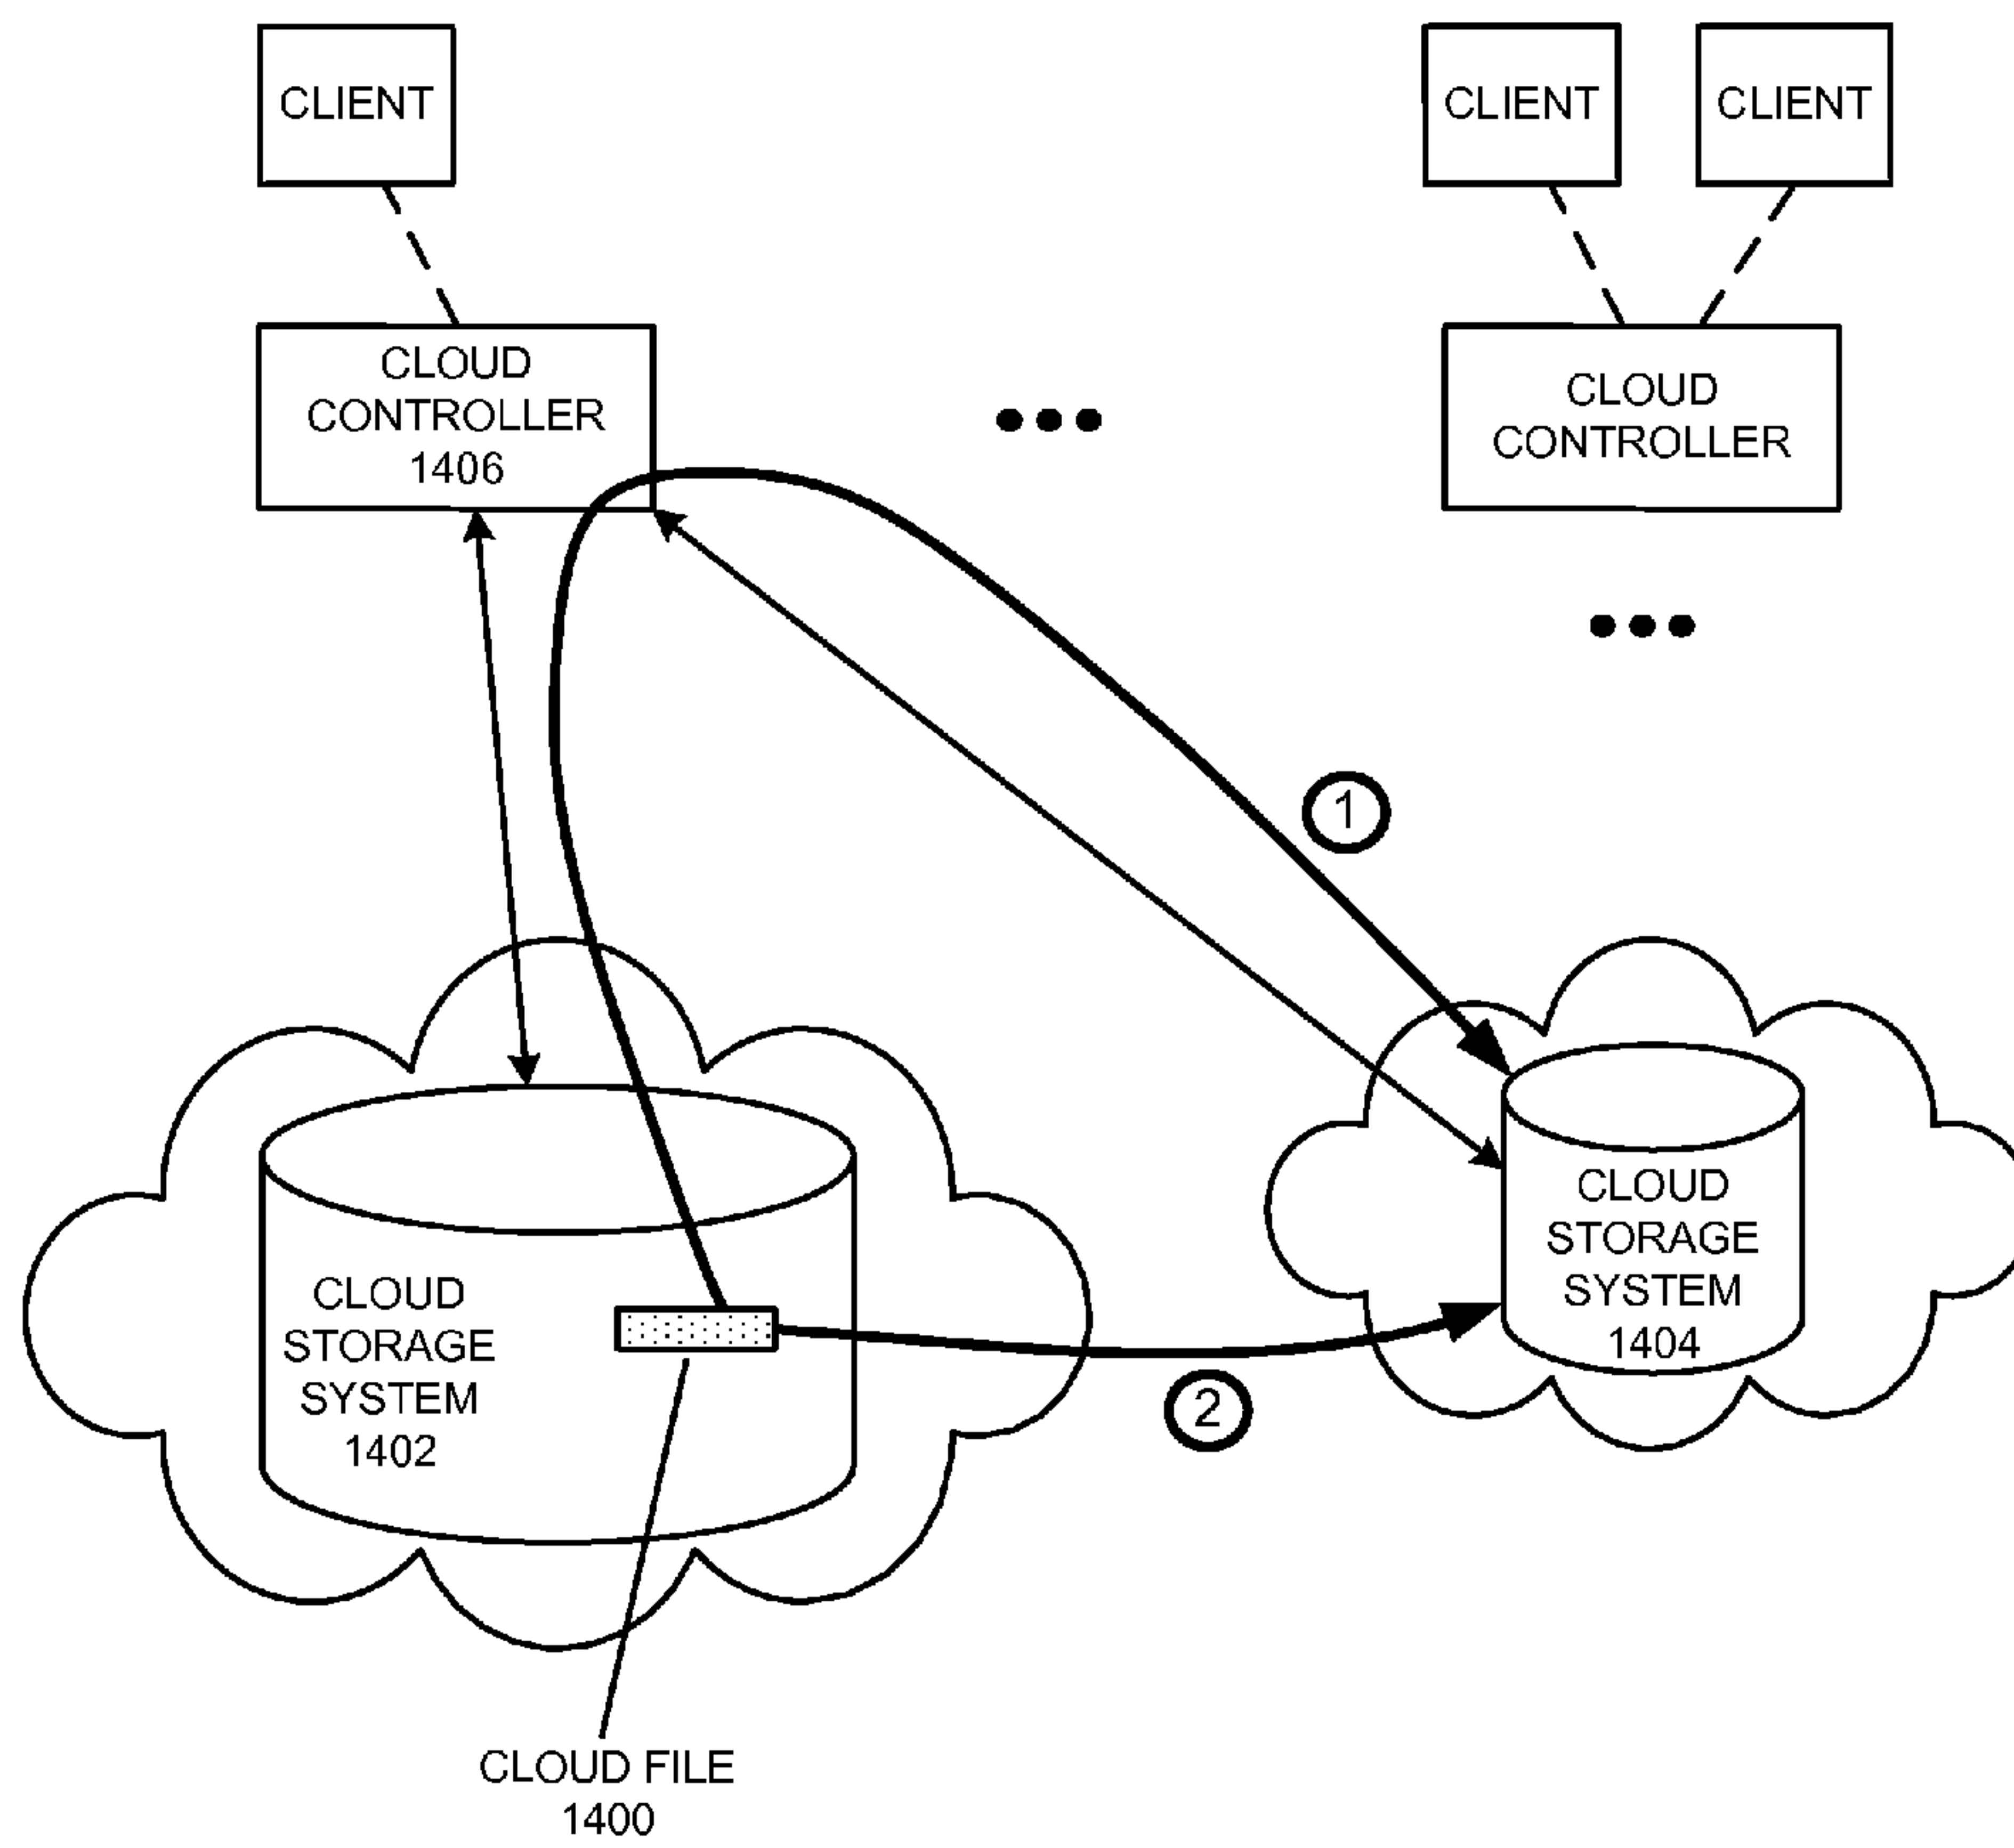 CLIENT
CLIENT
CLIENT
CLOUD
CONTROLLER
1406
CLOUD
CONTROLLER
1
CLOUD
STORAGE
SYSTEM
1404
CLOUD
STORAGE
SYSTEM
1402
2
CLOUD FILE
1400